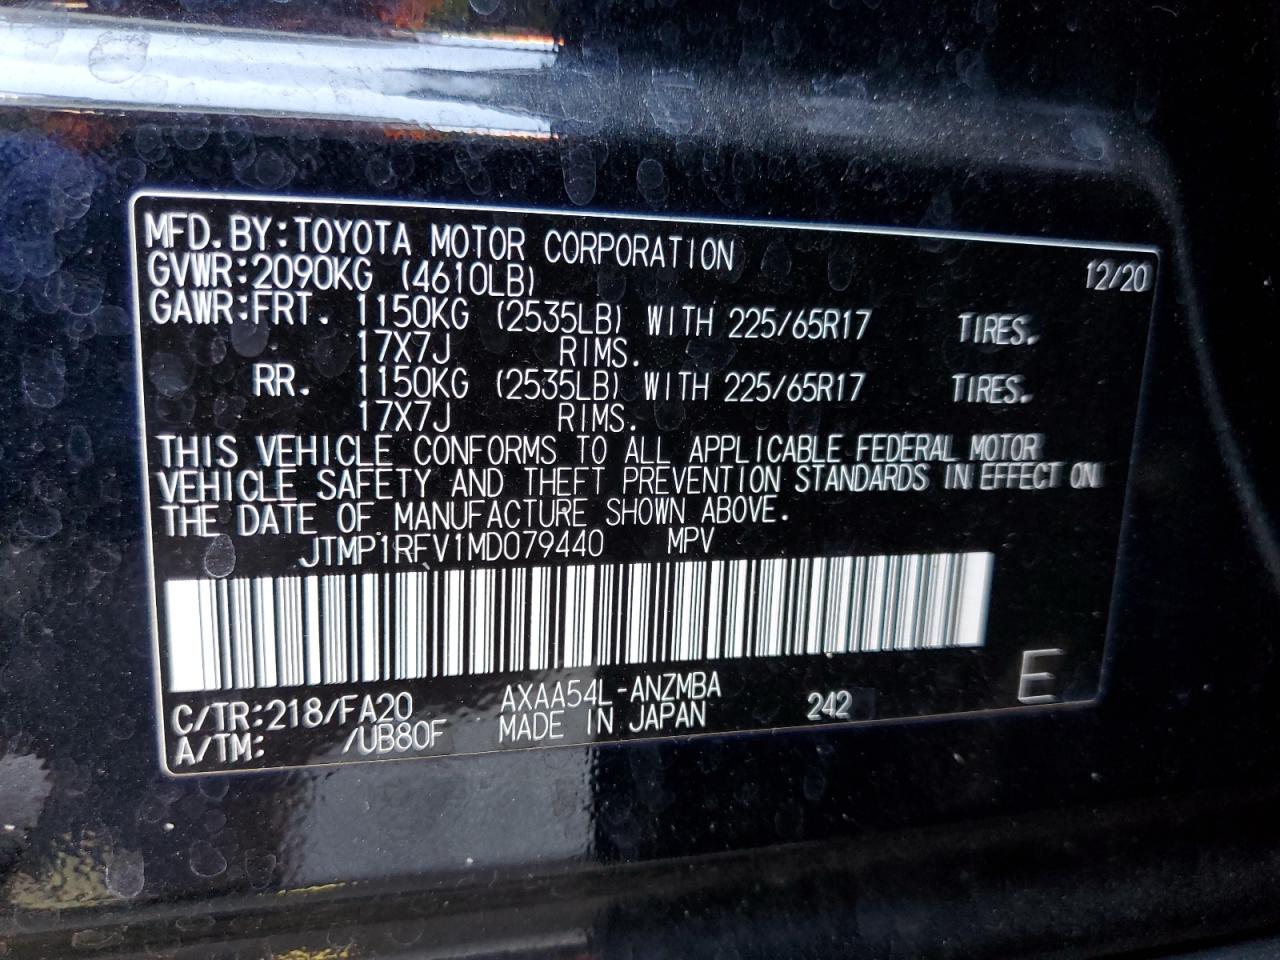 MFD.BY:TOYOTA MOTOR CORPORATION 12/20
GVWR:2090KG (4610LB)
GAWR:FRT. 1150KG (2535LB) WITH 225/65R17 TIRES.
17X7J RIMS.
RR. 1150KG (2535LB) WITH 225/65R17 TIRES.
17X7J RIMS.
THIS VEHICLE CONFORMS TO ALL APPLICABLE FEDERAL MOTOR
VEHICLE SAFETY AND THEFT PREVENTION STANDARDS IN EFFECT ON
THE DATE OF MANUFACTURE SHOWN ABOVE.
JTMP1RFV1MD079440 MPV
C/TR:218/FA20 AXAA54L-ANZMBA 242 E
A/TM: /UB80F MADE IN JAPAN